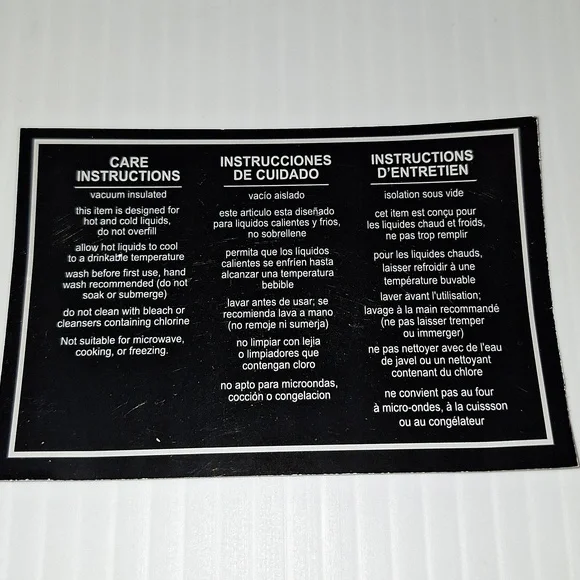 CARE
INSTRUCTIONS
vacuum insulated
this item is designed for
hot and cold liquids,
do not overfill
allow hot liquids to cool
to a drinkable temperature
wash before first use, hand
wash recommended (do not
soak or submerge)
do not clean with bleach or
cleansers containing chlorine
Not suitable for microwave,
cooking, or freezing.
INSTRUCCIONES
DE CUIDADO
vacío aislado
este articulo esta diseñado
para líquidos calientes y frios,
no sobrellene
permita que los líquidos
calientes se enfríen hasta
alcanzar una temperatura
bebible
lavar antes de usar; se
recomienda lava a mano
(no remoje ni sumerja)
no limpiar con lejia
o limpiadores que
contengan cloro
no apto para microondas,
cocción o congelacion
INSTRUCTIONS
D'ENTRETIEN
isolation sous vide
cet item est conçu pour
les liquides chaud et froids,
ne pas trop remplir
pour les liquides chauds,
laisser refroidir à une
température buvable
laver avant l'utilisation;
lavage à la main recommandé
(ne pas laisser tremper
ou immerger)
ne pas nettoyer avec de l'eau
de javel ou un nettoyant
contenant du chlore
ne convient pas au four
à micro-ondes, à la cuissson
ou au congélateur